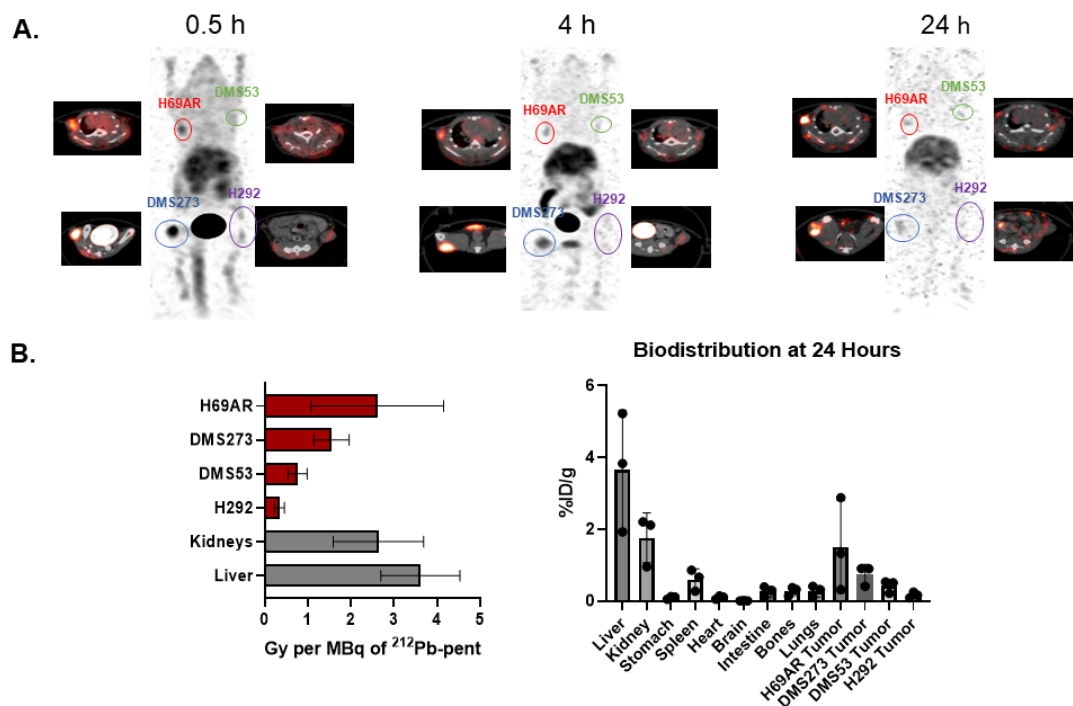 A.
0.5 h
4 h
24 h
H69AR
DMS53
DMS273
H292
H69AR
DMS53
DMS273
H292
H69AR
DMS53
DMS273
H292
B.
H69AR
DMS273
DMS53
H292
Kidneys
Liver
0 1 2 3 4 5
Gy per MBq of ²¹²Pb-pent
Biodistribution at 24 Hours
6
4
2
0
%ID/g
Liver
Kidney
Stomach
Spleen
Heart
Brain
Intestine
Bones
Lungs
H69AR Tumor
DMS273 Tumor
DMS53 Tumor
H292 Tumor